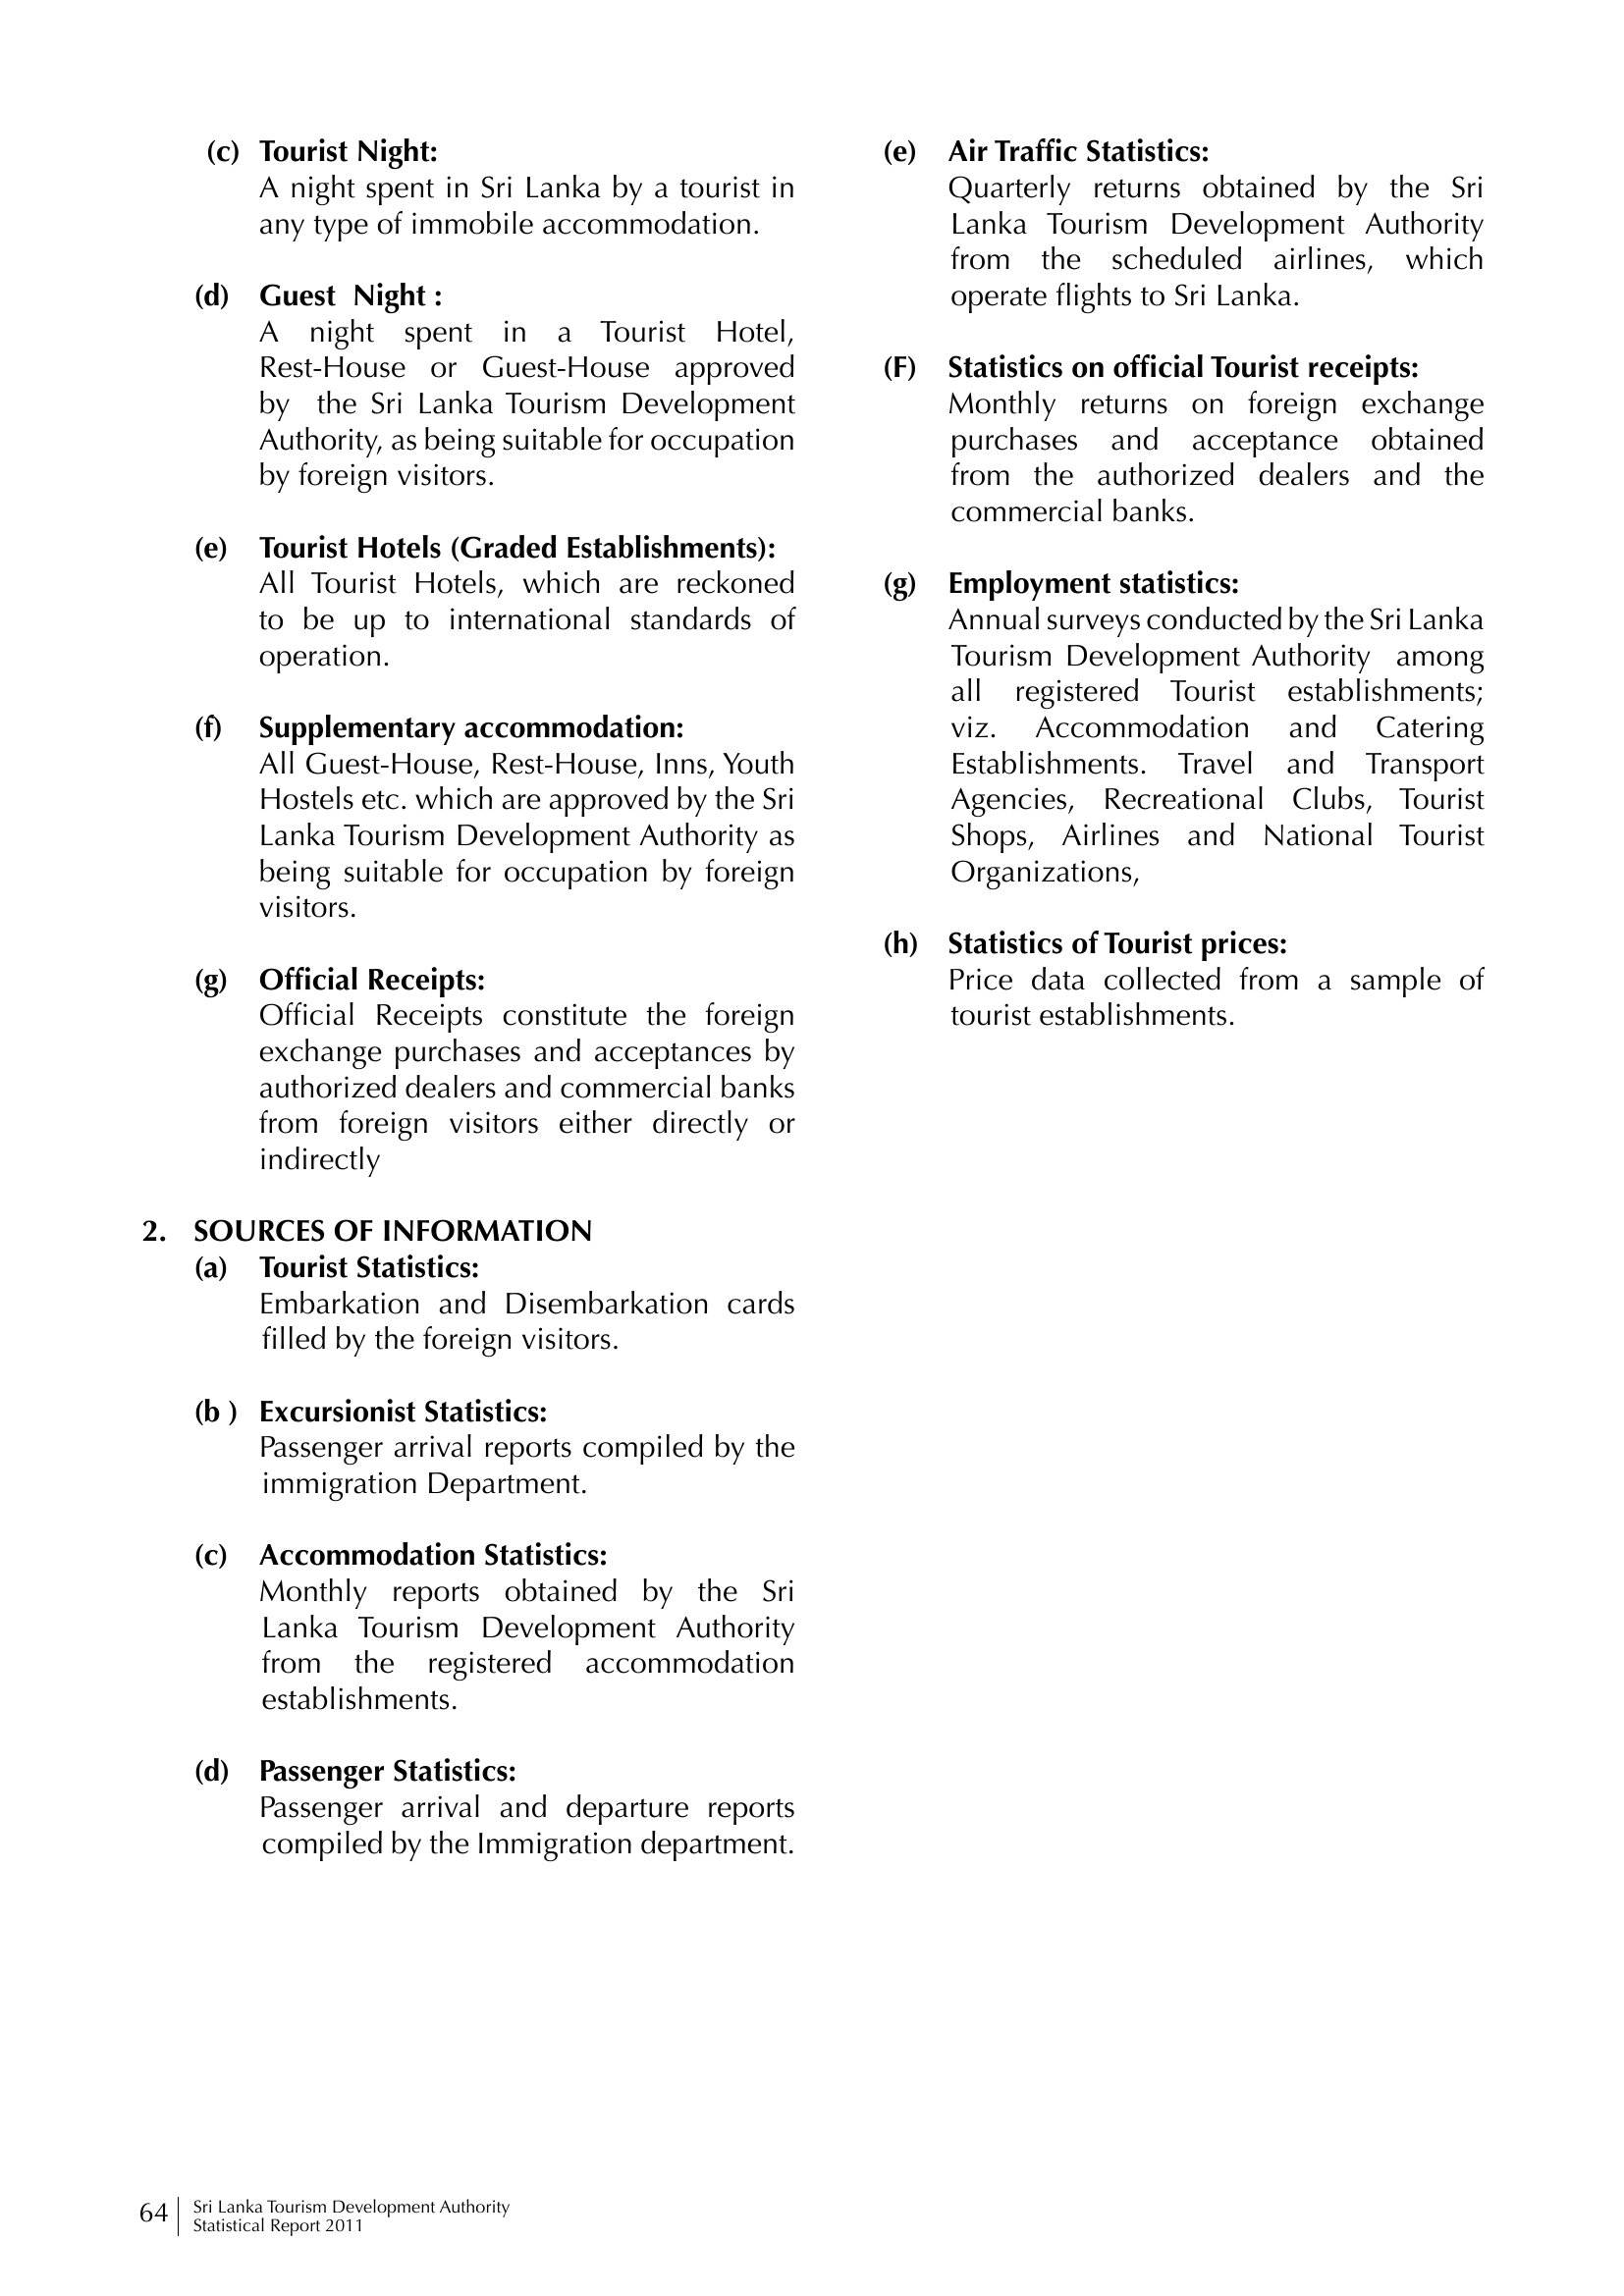 (c) Tourist Night:
A night spent in Sri Lanka by a tourist in
any type of immobile accommodation.
(d) Guest Night :
A night spent in a Tourist Hotel,
Rest-House or Guest-House approved
by the Sri Lanka Tourism Development
Authority, as being suitable for occupation
by foreign visitors.
(e) Tourist Hotels (Graded Establishments):
All Tourist Hotels, which are reckoned
to be up to international standards of
operation.
(f) Supplementary accommodation:
All Guest-House, Rest-House, Inns, Youth
Hostels etc. which are approved by the Sri
Lanka Tourism Development Authority as
being suitable for occupation by foreign
visitors.
(g) Official Receipts:
Official Receipts constitute the foreign
exchange purchases and acceptances by
authorized dealers and commercial banks
from foreign visitors either directly or
indirectly
2. SOURCES OF INFORMATION
(a) Tourist Statistics:
Embarkation and Disembarkation cards
filled by the foreign visitors.
(b ) Excursionist Statistics:
Passenger arrival reports compiled by the
immigration Department.
(c) Accommodation Statistics:
Monthly reports obtained by the Sri
Lanka Tourism Development Authority
from the registered accommodation
establishments.
(d) Passenger Statistics:
Passenger arrival and departure reports
compiled by the Immigration department.
(e) Air Traffic Statistics:
Quarterly returns obtained by the Sri
Lanka Tourism Development Authority
from the scheduled airlines, which
operate flights to Sri Lanka.
(F) Statistics on official Tourist receipts:
Monthly returns on foreign exchange
purchases and acceptance obtained
from the authorized dealers and the
commercial banks.
(g) Employment statistics:
Annual surveys conducted by the Sri Lanka
Tourism Development Authority among
all registered Tourist establishments;
viz. Accommodation and Catering
Establishments. Travel and Transport
Agencies, Recreational Clubs, Tourist
Shops, Airlines and National Tourist
Organizations,
(h) Statistics of Tourist prices:
Price data collected from a sample of
tourist establishments.
64 Sri Lanka Tourism Development Authority
Statistical Report 2011